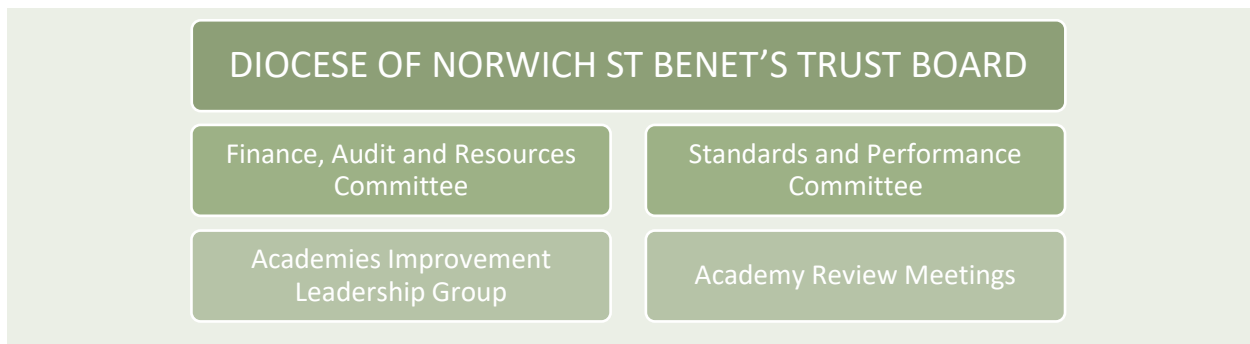 DIOCESE OF NORWICH ST BENET’S TRUST BOARD
Finance, Audit and Resources
Committee
Standards and Performance
Committee
Academies Improvement
Leadership Group
Academy Review Meetings